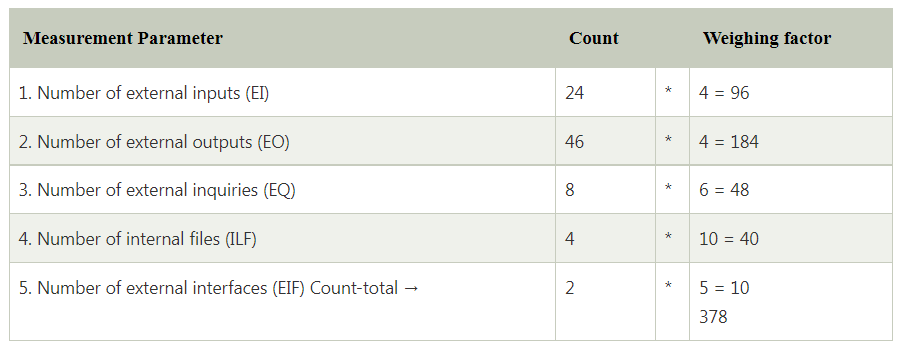 Measurement Parameter Count Weighing factor
1. Number of external inputs (EI) 24 * 4 = 96
2. Number of external outputs (EO) 46 * 4 = 184
3. Number of external inquiries (EQ) 8 * 6 = 48
4. Number of internal files (ILF) 4 * 10 = 40
5. Number of external interfaces (EIF) Count-total → 2 * 5 = 10
378